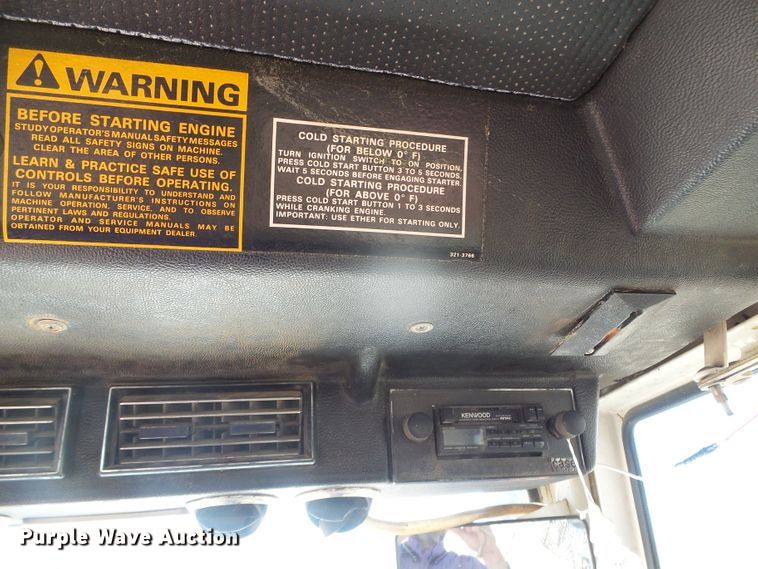 WARNING
BEFORE STARTING ENGINE
STUDY OPERATOR'S MANUAL SAFETY MESSAGES
READ ALL SAFETY SIGNS ON MACHINE.
CLEAR THE AREA OF OTHER PERSONS.
LEARN & PRACTICE SAFE USE OF
CONTROLS BEFORE OPERATING.
IT IS YOUR RESPONSIBILITY TO UNDERSTAND AND
FOLLOW MANUFACTURER'S INSTRUCTIONS ON
MACHINE OPERATION, SERVICE, AND TO OBSERVE
PERTINENT LAWS AND REGULATIONS.
OPERATOR AND SERVICE MANUALS MAY BE
OBTAINED FROM YOUR EQUIPMENT DEALER.
COLD STARTING PROCEDURE
(FOR BELOW 0° F)
TURN IGNITION SWITCH TO ON POSITION,
PRESS COLD START BUTTON 3 TO 5 SECONDS.
WAIT 5 SECONDS BEFORE ENGAGING STARTER.
COLD STARTING PROCEDURE
(FOR ABOVE 0° F)
PRESS COLD START BUTTON 1 TO 3 SECONDS
WHILE CRANKING ENGINE.
IMPORTANT: USE ETHER FOR STARTING ONLY.
321-3766
KENWOOD
case
Purple Wave Auction